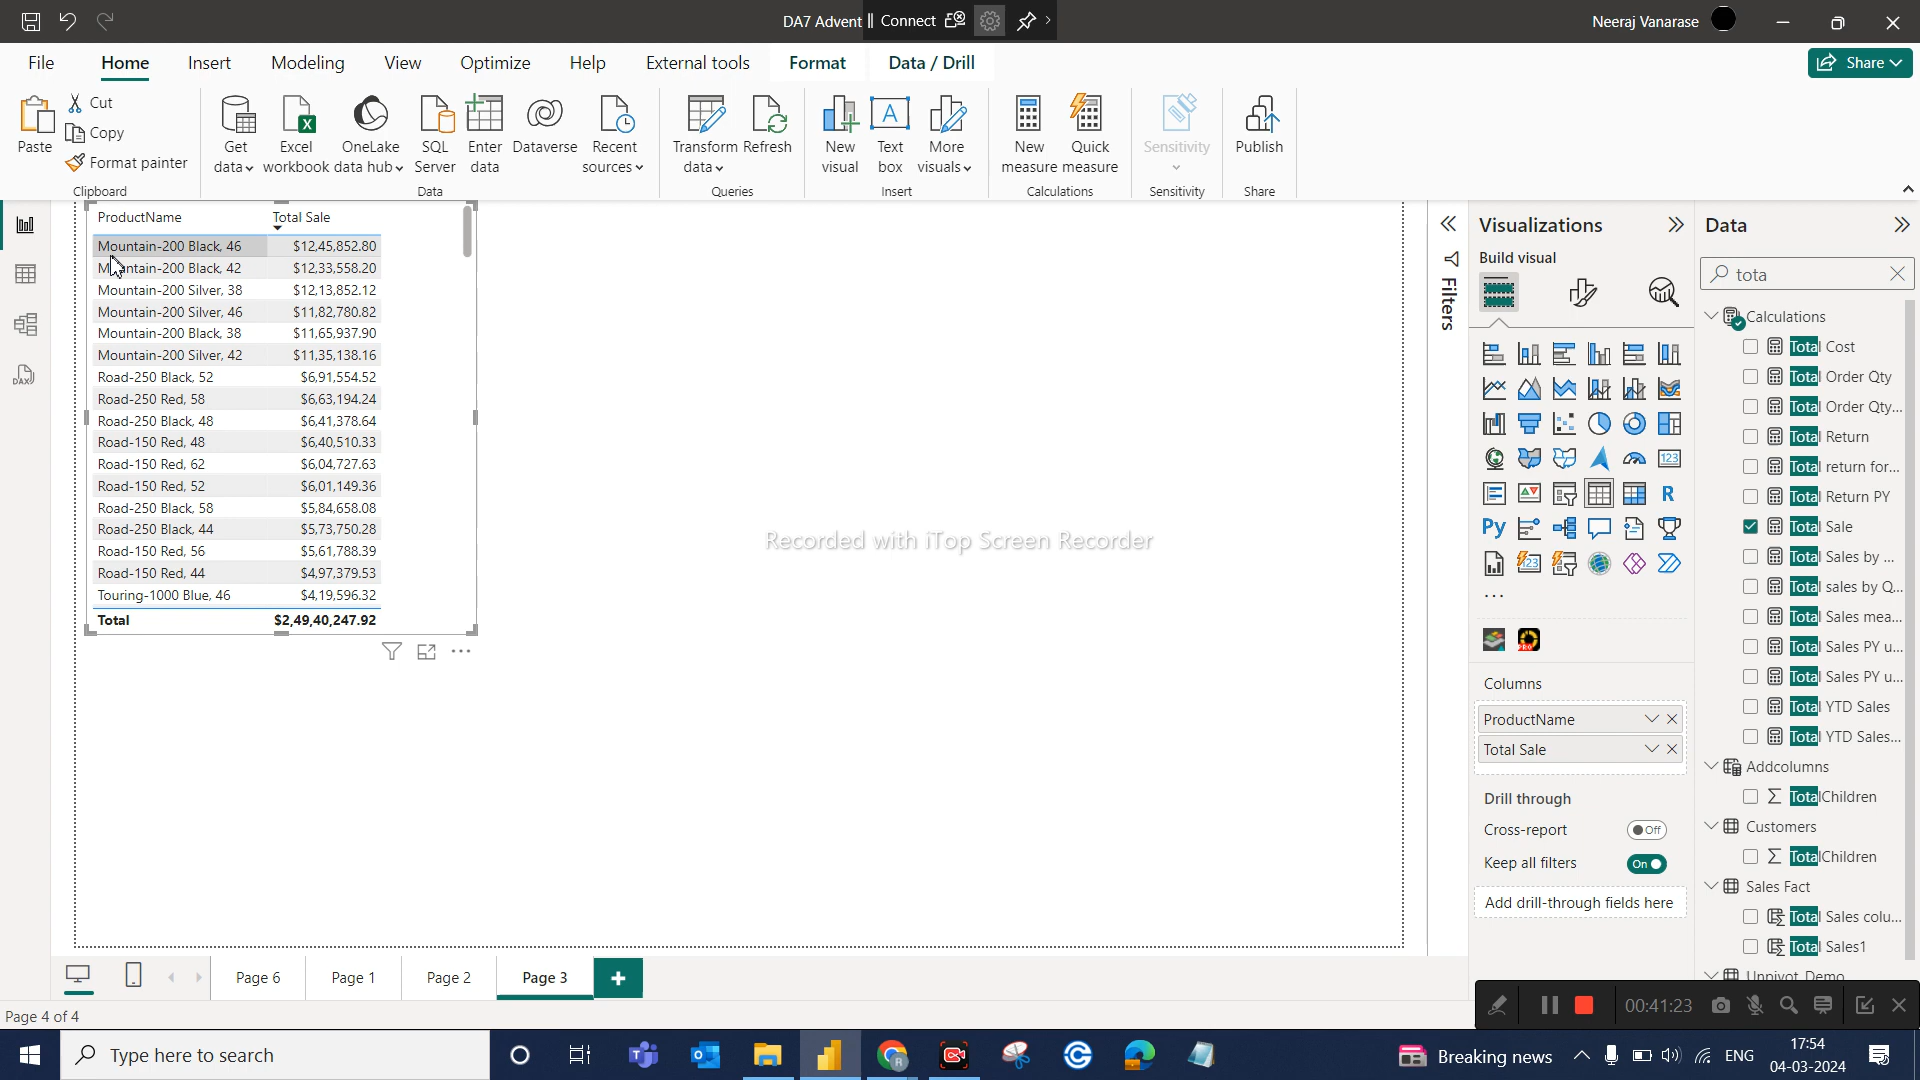 DA7 Advent
Connect
Neeraj Vanarase
File
Home
Insert
Modeling
View
Optimize
Help
External tools
Format
Data / Drill
Share
Paste
Cut
Copy
Format painter
Clipboard
Get data
Excel workbook
OneLake data hub
SQL Server
Enter data
Dataverse
Recent sources
Data
Transform data
Refresh
Queries
New visual
Text box
More visuals
Insert
New measure
Quick measure
Calculations
Sensitivity
Sensitivity
Publish
Share
ProductName Total Sale
Mountain-200 Black, 46 $12,45,852.80
Mountain-200 Black, 42 $12,33,558.20
Mountain-200 Silver, 38 $12,13,852.12
Mountain-200 Silver, 46 $11,82,780.82
Mountain-200 Black, 38 $11,65,937.90
Mountain-200 Silver, 42 $11,35,138.16
Road-250 Black, 52 $6,91,554.52
Road-250 Red, 58 $6,63,194.24
Road-250 Black, 48 $6,41,378.64
Road-150 Red, 48 $6,40,510.33
Road-150 Red, 62 $6,04,727.63
Road-150 Red, 52 $6,01,149.36
Road-250 Black, 58 $5,84,658.08
Road-250 Black, 44 $5,73,750.28
Road-150 Red, 56 $5,61,788.39
Road-150 Red, 44 $4,97,379.53
Touring-1000 Blue, 46 $4,19,596.32
Total $2,49,40,247.92
Recorded with iTop Screen Recorder
Filters
Visualizations
Build visual
Columns
ProductName
Total Sale
Drill through
Cross-report Off
Keep all filters On
Add drill-through fields here
Data
tota
Calculations
Total Cost
Total Order Qty
Total Order Qty...
Total Return
Total return for...
Total Return PY
Total Sale
Total Sales by ...
Total sales by Q...
Total Sales mea...
Total Sales PY u...
Total Sales PY u...
Total YTD Sales
Total YTD Sales...
Addcolumns
TotalChildren
Customers
TotalChildren
Sales Fact
Total Sales colu...
Total Sales1
Unpivot Demo
Page 6
Page 1
Page 2
Page 3
Page 4 of 4
00:41:23
Type here to search
Breaking news
ENG
17:54
04-03-2024